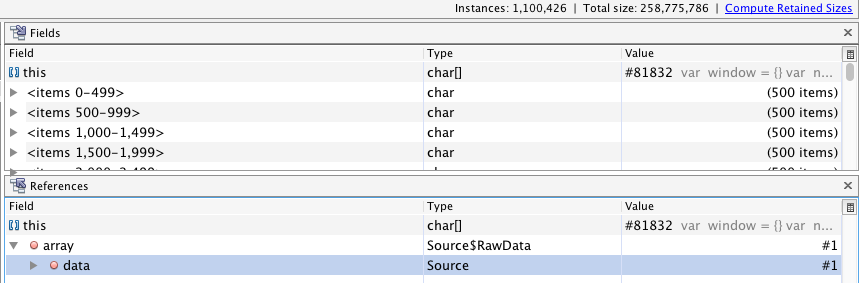 Instances: 1,100,426 | Total size: 258,775,786 | Compute Retained Sizes
Fields
Field Type Value
this char[] #81832 var window = {} var n...
<items 0-499> char (500 items)
<items 500-999> char (500 items)
<items 1,000-1,499> char (500 items)
<items 1,500-1,999> char (500 items)
References
Field Type Value
this char[] #81832 var window = {} var n...
array Source$RawData #1
data Source #1